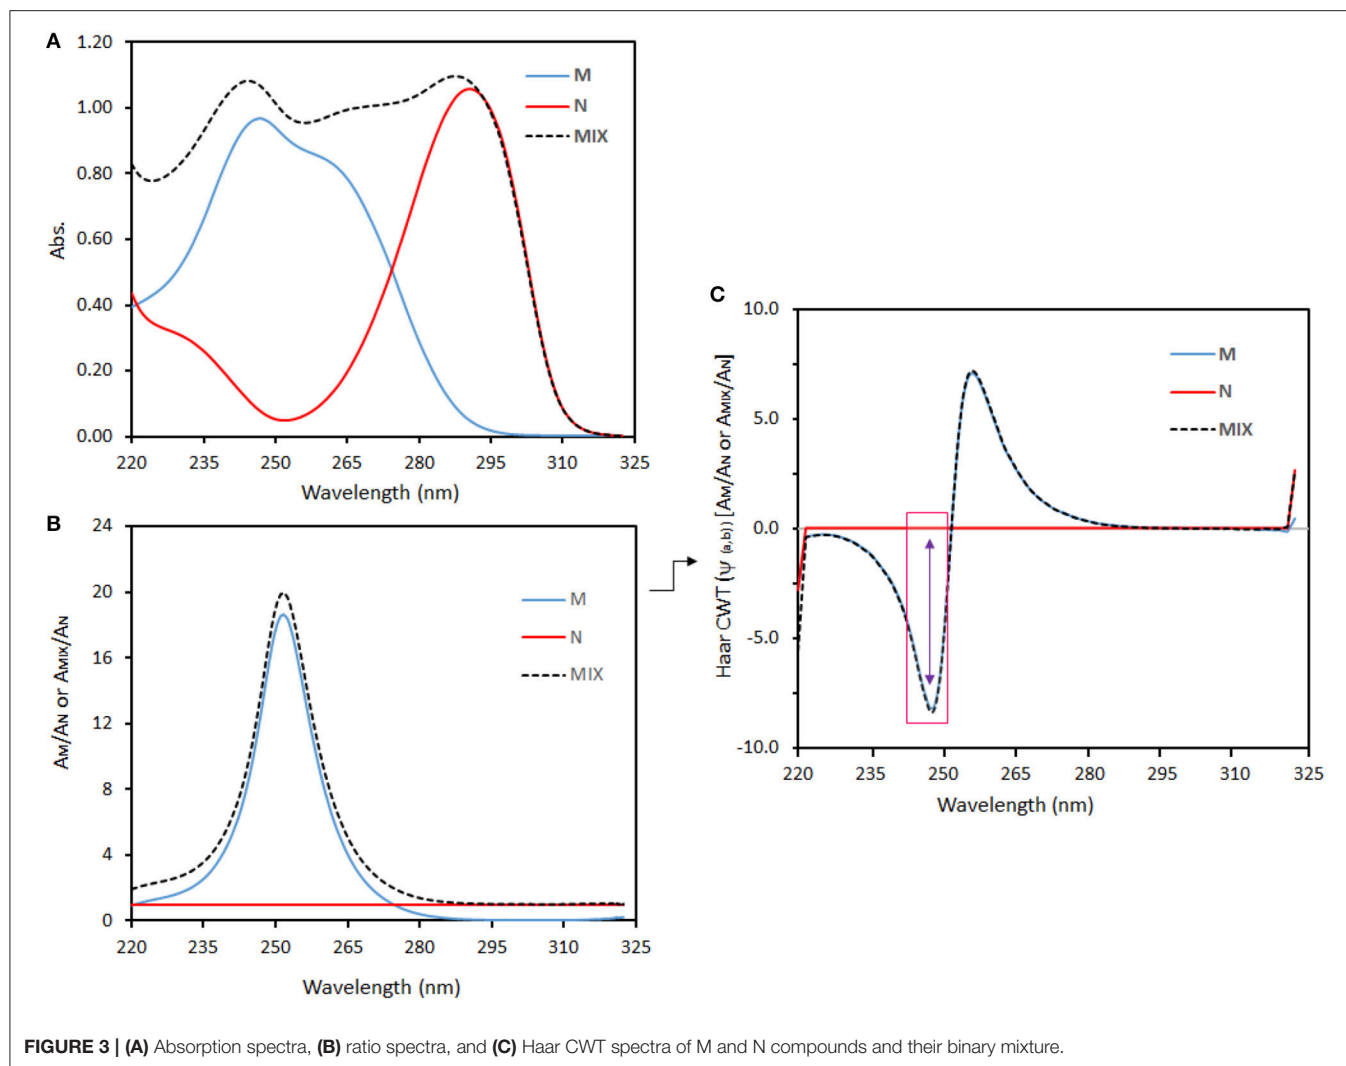 A
1.20
1.00
0.80
0.60
0.40
0.20
0.00
Abs.
M
N
MIX
220 235 250 265 280 295 310 325
Wavelength (nm)
B
24
20
16
12
8
4
0
AM/AN or AMIX/AN
M
N
MIX
220 235 250 265 280 295 310 325
Wavelength (nm)
C
10.0
5.0
0.0
-5.0
-10.0
Haar CWT (ψ (a,b)) [AM/AN or AMIX/AN]
M
N
MIX
220 235 250 265 280 295 310 325
Wavelength (nm)
FIGURE 3 | (A) Absorption spectra, (B) ratio spectra, and (C) Haar CWT spectra of M and N compounds and their binary mixture.